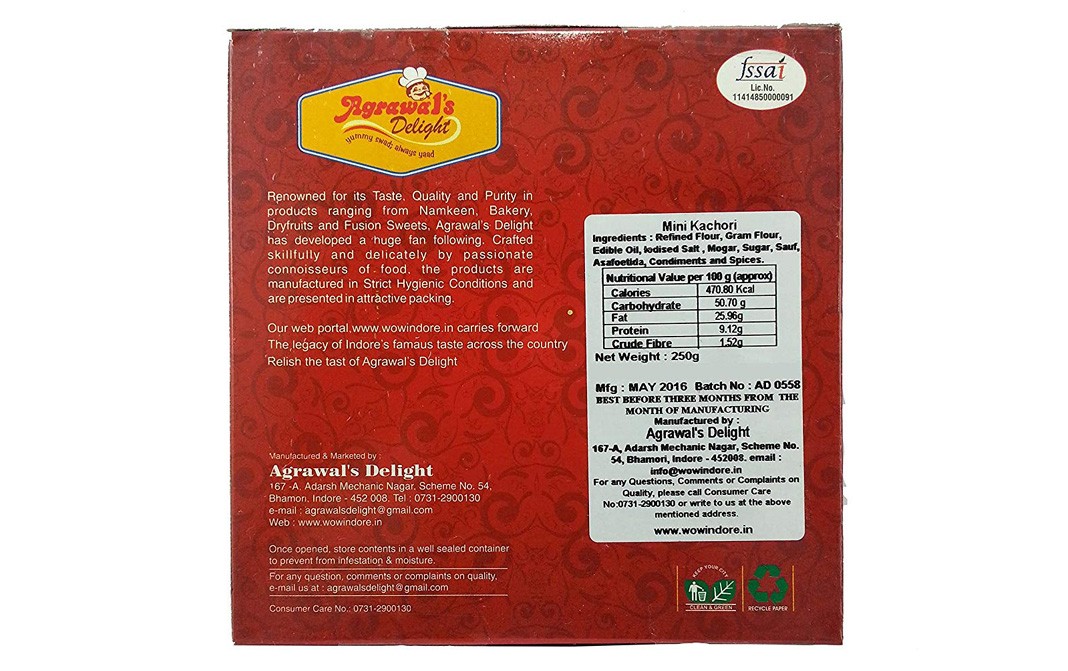 Agrawal's
Delight
yummy swad; always yaad
fssai
Lic.No.
11414850000091
Renowned for its Taste, Quality and Purity in
products ranging from Namkeen, Bakery,
Dryfruits and Fusion Sweets, Agrawal's Delight
has developed a huge fan following. Crafted
skillfully and delicately by passionate
connoisseurs of food, the products are
manufactured in Strict Hygienic Conditions and
are presented in attractive packing.
Our web portal,www.wowindore.in carries forward
The legacy of Indore's famaus taste across the country
Relish the tast of Agrawal's Delight
Manufactured & Marketed by :
Agrawal's Delight
167 -A, Adarsh Mechanic Nagar, Scheme No. 54,
Bhamori, Indore - 452 008. Tel : 0731-2900130
e-mail : agrawalsdelight@gmail.com
Web : www.wowindore.in
Once opened, store contents in a well sealed container
to prevent from infestation & moisture.
For any question, comments or complaints on quality,
e-mail us at : agrawalsdelight@gmail.com
Consumer Care No.: 0731-2900130
Mini Kachori
Ingredients : Refined Flour, Gram Flour,
Edible Oil, Iodised Salt , Mogar, Sugar, Sauf,
Asafoetida, Condiments and Spices.
Nutritional Value per 100 g (approx)
Calories 470.80 Kcal
Carbohydrate 50.70 g
Fat 25.96g
Protein 9.12g
Crude Fibre 1.52g
Net Weight : 250g
Mfg : MAY 2016 Batch No : AD 0558
BEST BEFORE THREE MONTHS FROM THE
MONTH OF MANUFACTURING
Manufactured by :
Agrawal's Delight
167-A, Adarsh Mechanic Nagar, Scheme No.
54, Bhamori, Indore - 452008. email :
info@wowindore.in
For any Questions, Comments or Complaints on
Quality, please call Consumer Care
No:0731-2900130 or write to us at the above
mentioned address.
www.wowindore.in
KEEP YOUR CITY
CLEAN & GREEN
RECYCLE PAPER